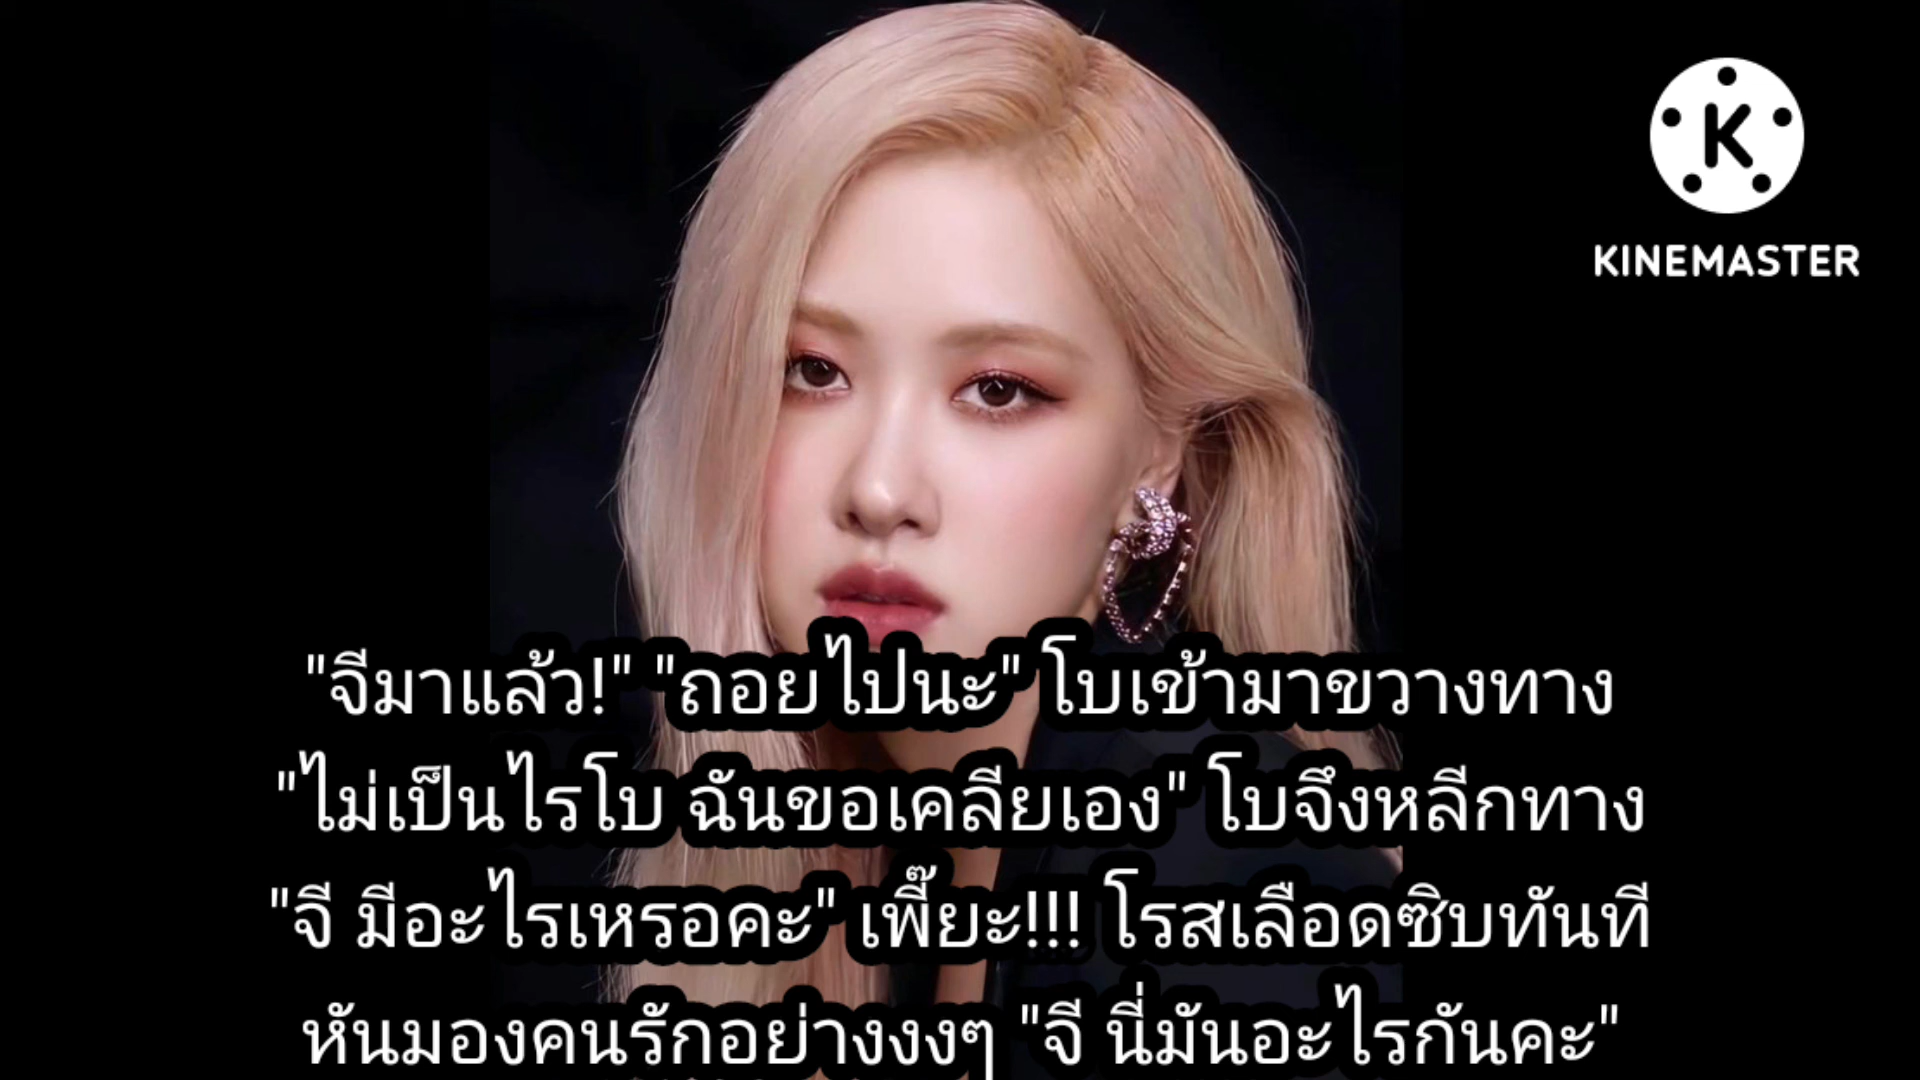 KINEMASTER
"จีมาแล้ว!" "ถอยไปนะ" โบเข้ามาขวางทาง
"ไม่เป็นไรโบ ฉันขอเคลียเอง" โบจึงหลีกทาง
"จี มีอะไรเหรอคะ" เพี๊ยะ!!! โรสเลือดซิบทันที
หันมองคนรักอย่างงงๆ "จี นี่มันอะไรกันคะ"